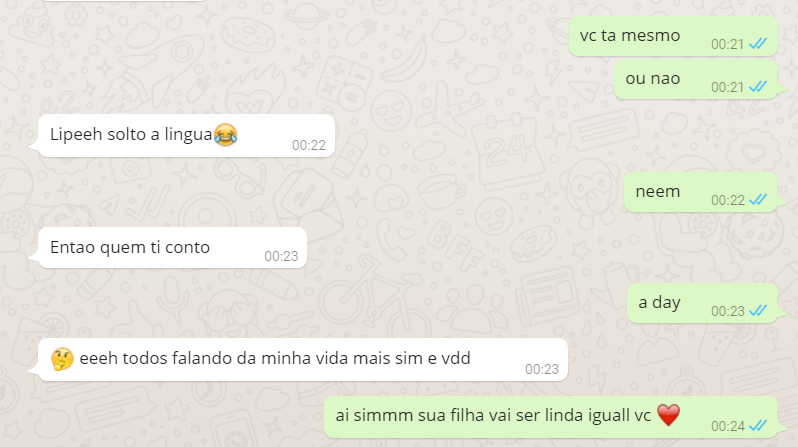 vc ta mesmo 00:21
ou nao 00:21
Lipeeh solto a lingua😂 00:22
neem 00:22
Entao quem ti conto 00:23
a day 00:23
🤔 eeeh todos falando da minha vida mais sim e vdd 00:23
ai simmm sua filha vai ser linda iguall vc ❤️ 00:24